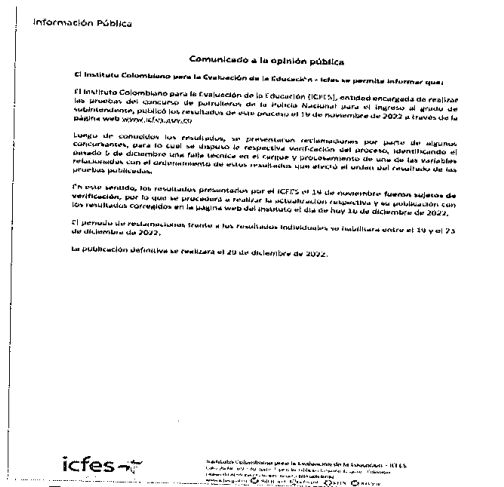 Información Pública
Comunicado a la opinión pública
El Instituto Colombiano para la Evaluación de la Educación - Icfes se permite informar que:
El Instituto Colombiano para la Evaluación de la Educación (ICFES), entidad encargada de realizar
las pruebas del concurso de patrulleros de la Policía Nacional para el ingreso al grado de
subintendente, publicó los resultados de este proceso el 19 de noviembre de 2022 a través de la
página web www.icfes.gov.co
Luego de conocidos los resultados, se presentaron reclamaciones por parte de algunos
concursantes, para lo cual se dispuso la respectiva verificación del proceso, identificando el
pasado 5 de diciembre una falla técnica en el cargue y procesamiento de una de las variables
relacionadas con el ordenamiento de estos resultados que afectó el orden del resultado de las
pruebas publicadas.
En este sentido, los resultados presentados por el ICFES el 19 de noviembre fueron sujetos de
verificación, por lo que se procederá a realizar la actualización respectiva y su publicación con
los resultados corregidos en la página web del instituto el día de hoy 16 de diciembre de 2022.
El periodo de reclamaciones frente a los resultados individuales se habilitara entre el 19 y el 23
de diciembre de 2022.
La publicación definitiva se realizará el 29 de diciembre de 2022.
icfes
Instituto Colombiano para la Evaluación de la Educación - ICFES